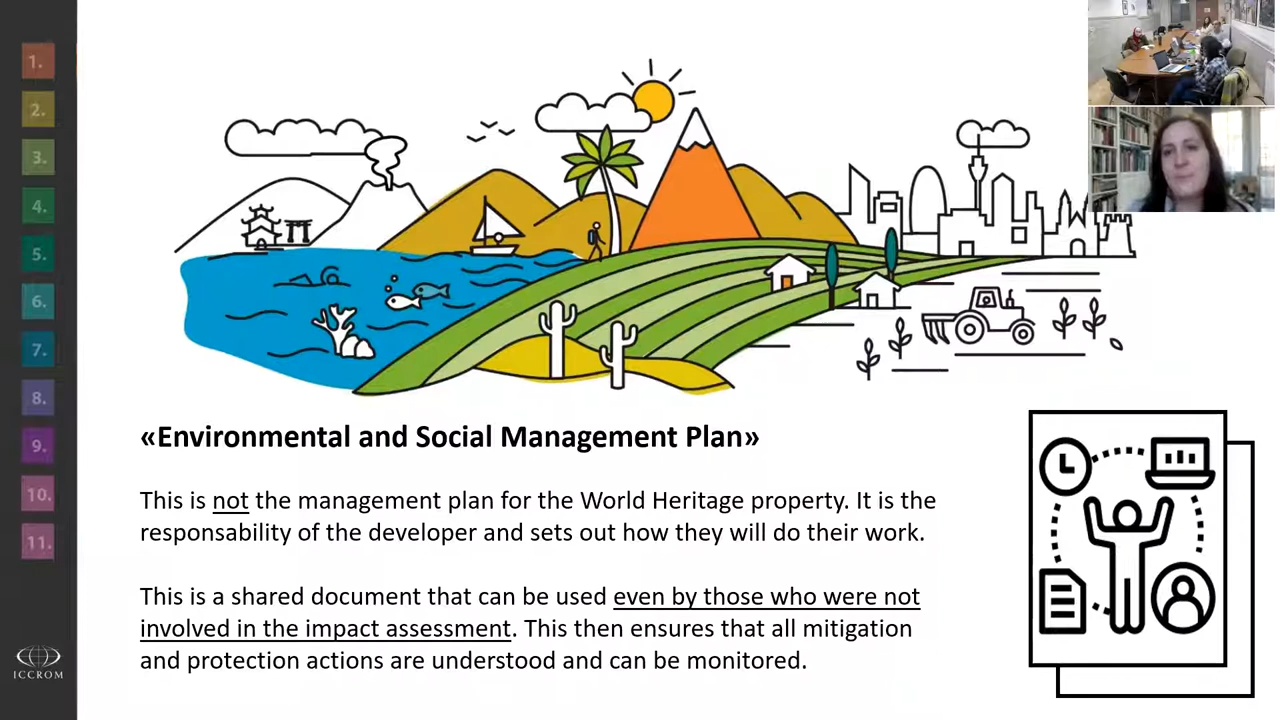 1.
2.
3.
4.
5.
6.
7.
8.
9.
10.
11.
ICCROM
«Environmental and Social Management Plan»
This is not the management plan for the World Heritage property. It is the
responsability of the developer and sets out how they will do their work.
This is a shared document that can be used even by those who were not
involved in the impact assessment. This then ensures that all mitigation
and protection actions are understood and can be monitored.